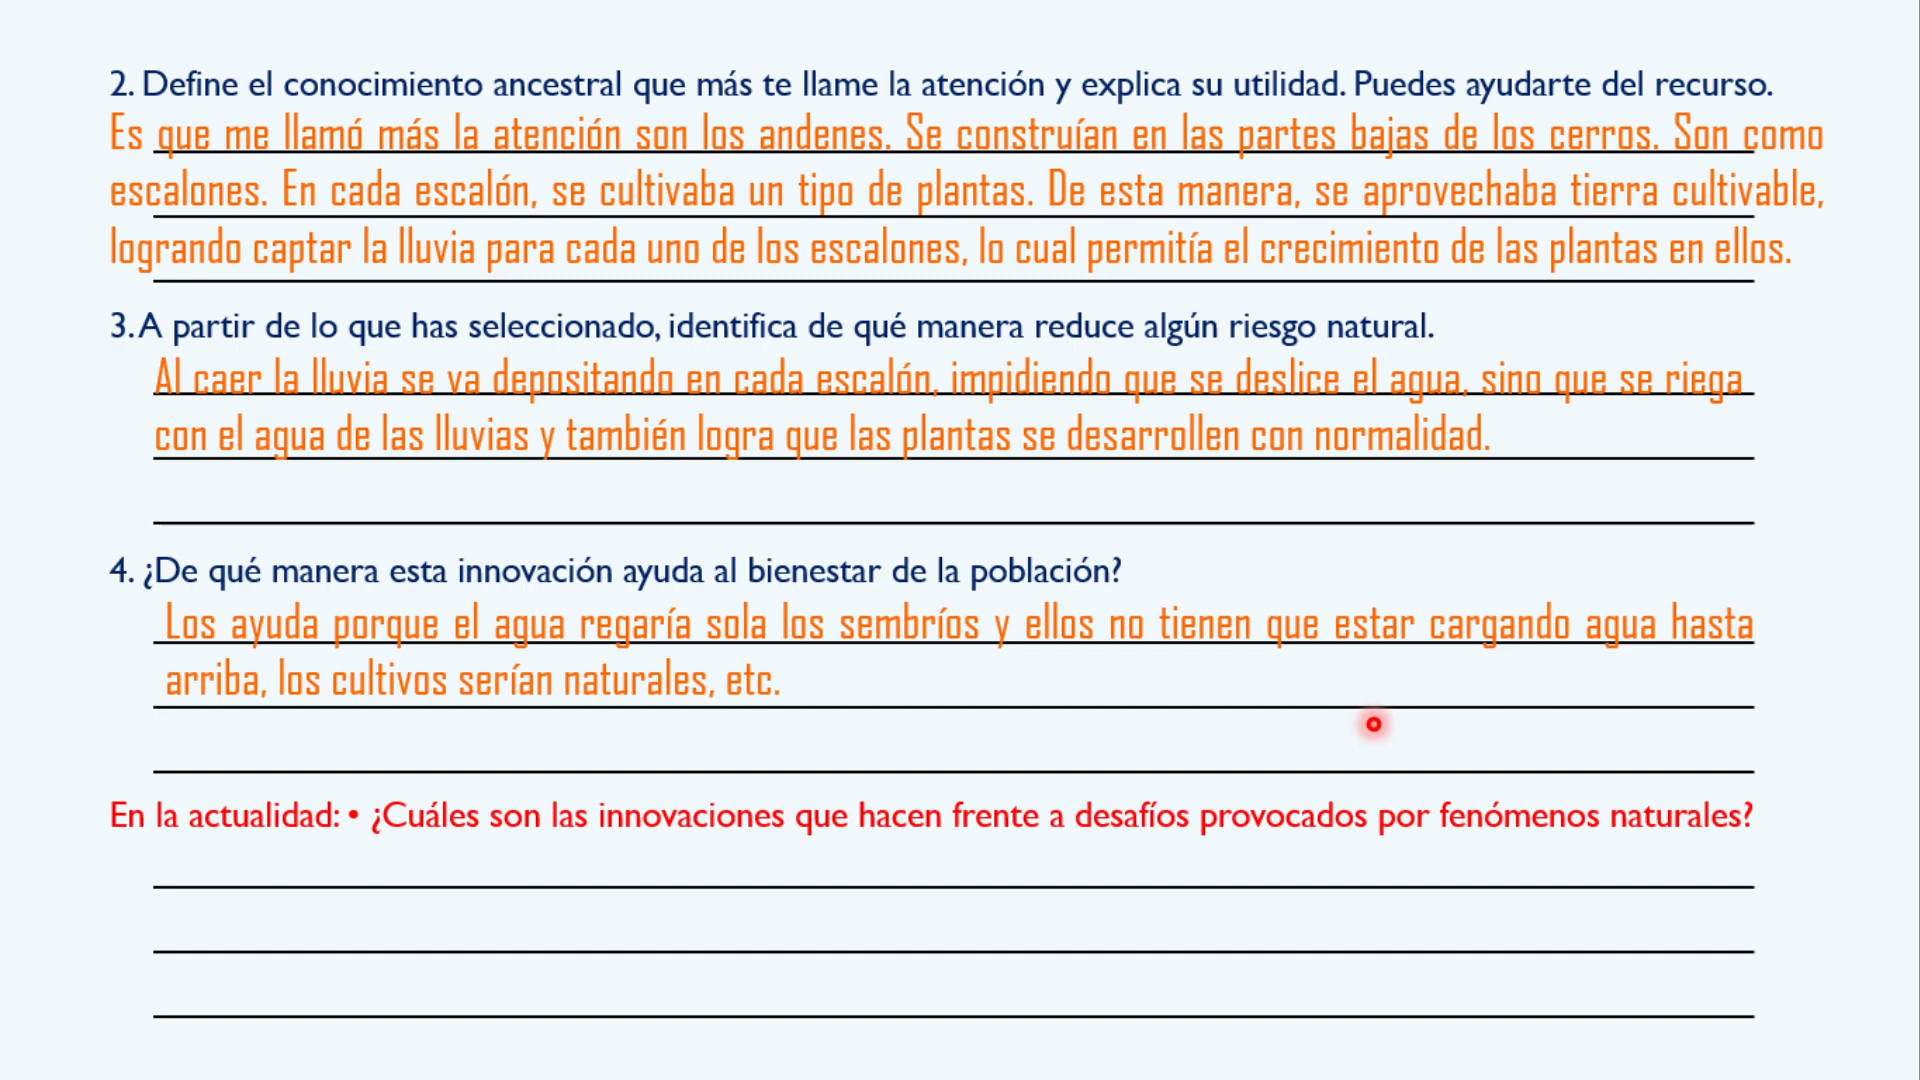 2. Define el conocimiento ancestral que más te llame la atención y explica su utilidad. Puedes ayudarte del recurso.
Es que me llamó más la atención son los andenes. Se construían en las partes bajas de los cerros. Son como
escalones. En cada escalón, se cultivaba un tipo de plantas. De esta manera, se aprovechaba tierra cultivable,
logrando captar la lluvia para cada uno de los escalones, lo cual permitía el crecimiento de las plantas en ellos.
3. A partir de lo que has seleccionado, identifica de qué manera reduce algún riesgo natural.
Al caer la lluvia se va depositando en cada escalón, impidiendo que se deslice el agua, sino que se riega
con el agua de las lluvias y también logra que las plantas se desarrollen con normalidad.
4. ¿De qué manera esta innovación ayuda al bienestar de la población?
Los ayuda porque el agua regaría sola los sembríos y ellos no tienen que estar cargando agua hasta
arriba, los cultivos serían naturales, etc.
En la actualidad: • ¿Cuáles son las innovaciones que hacen frente a desafíos provocados por fenómenos naturales?